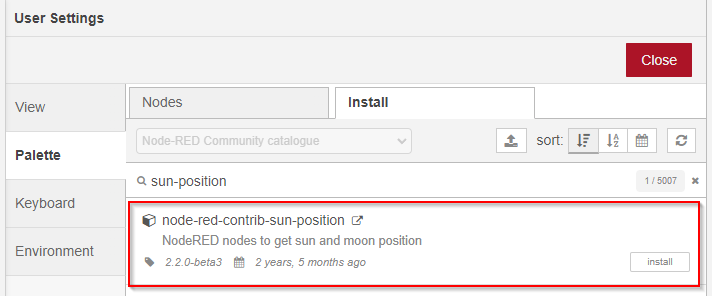 User Settings
Close
View
Palette
Keyboard
Environment
Nodes
Install
Node-RED Community catalogue
sort:
sun-position
1 / 5007
node-red-contrib-sun-position
NodeRED nodes to get sun and moon position
2.2.0-beta3 2 years, 5 months ago
install